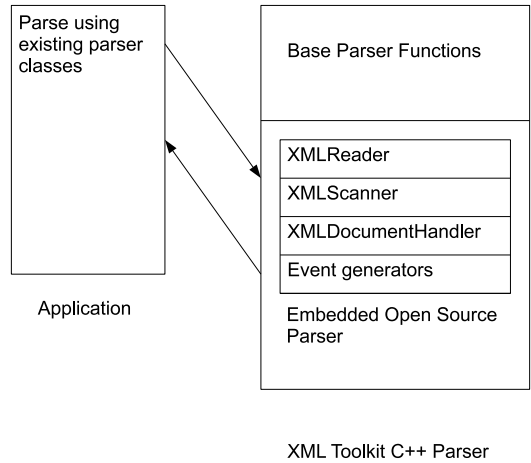 Parse using
existing parser
classes
Application
Base Parser Functions
XMLReader
XMLScanner
XMLDocumentHandler
Event generators
Embedded Open Source
Parser
XML Toolkit C++ Parser